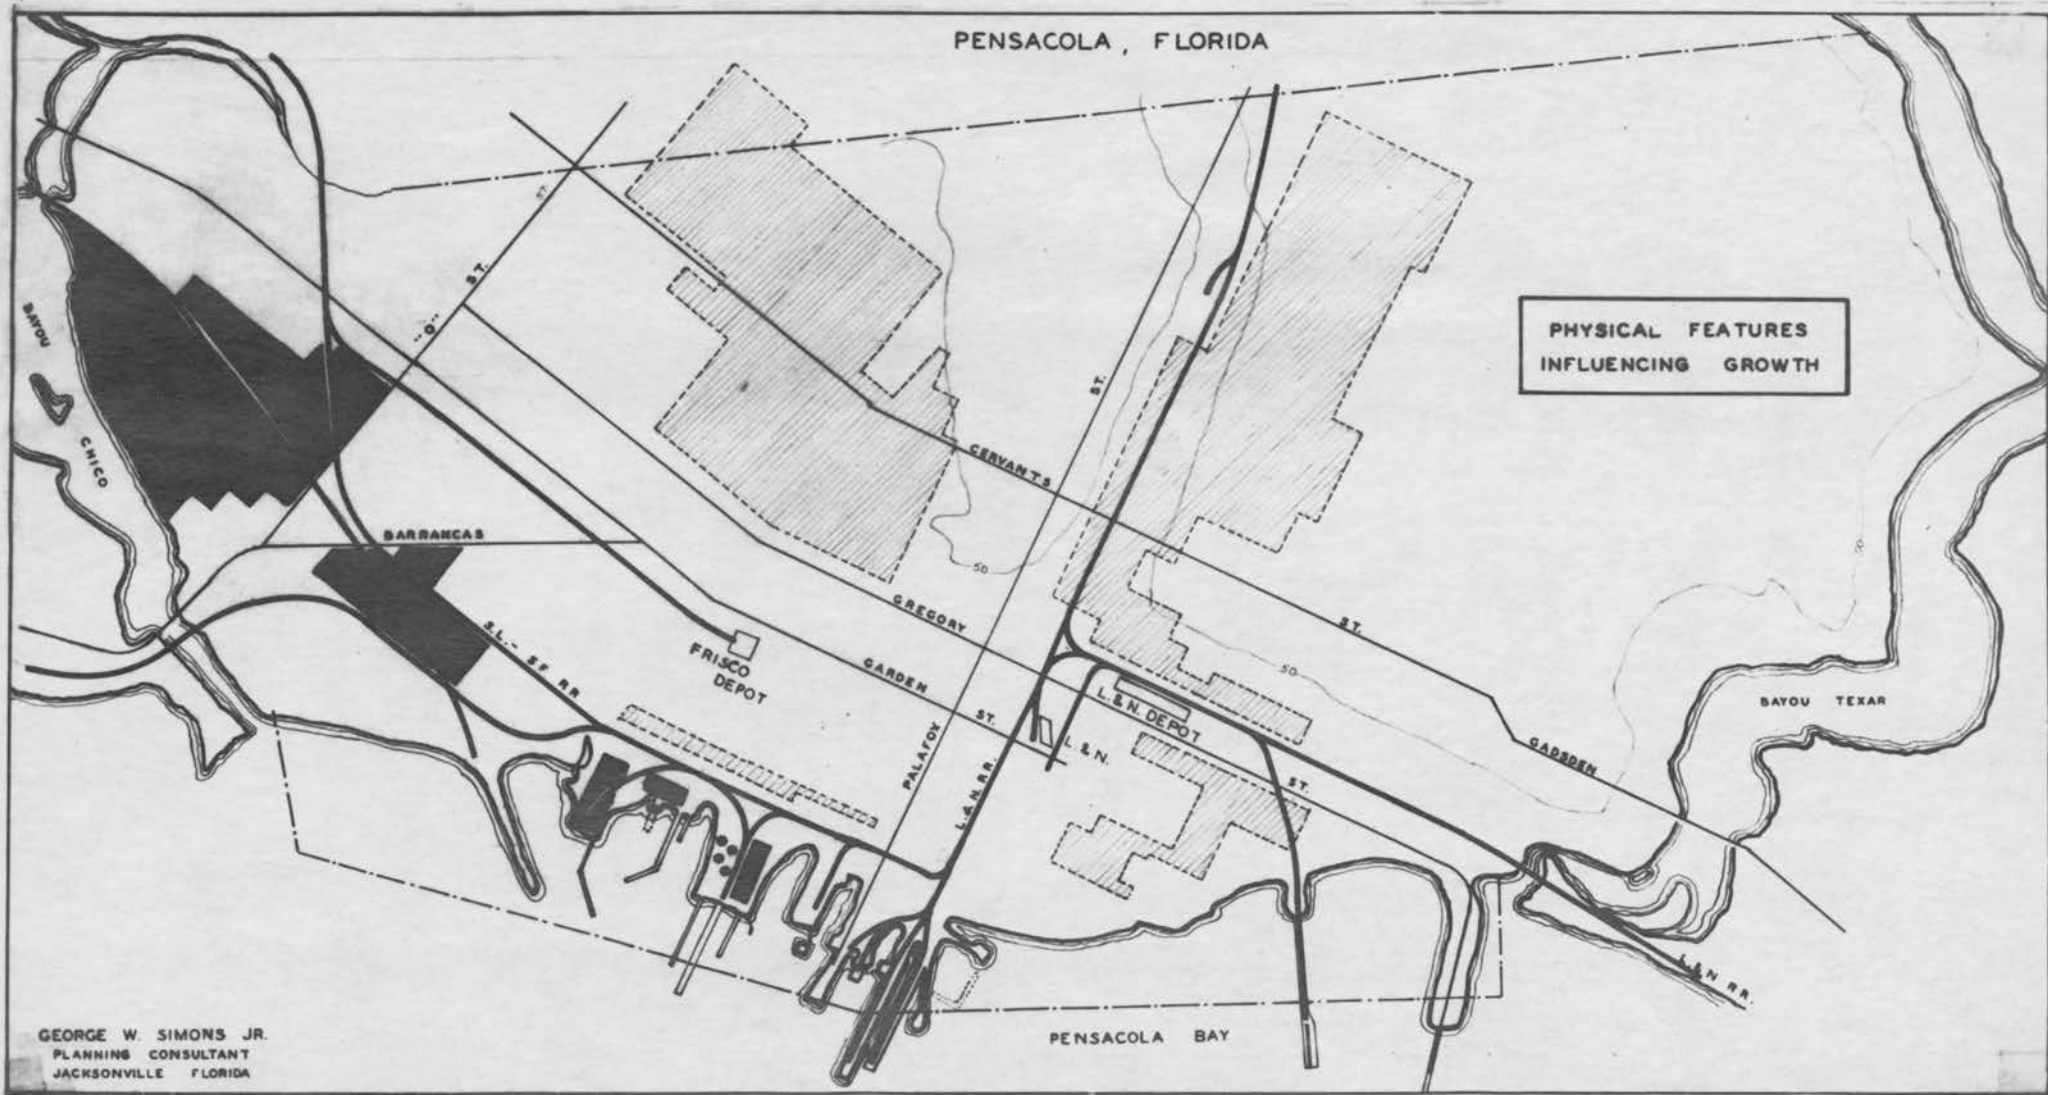 PENSACOLA, FLORIDA
PHYSICAL FEATURES
INFLUENCING GROWTH
BAYOU
CHICO
"O"
ST.
ST.
BARRANCAS
S.L.- SF RR
FRISCO
DEPOT
GARDEN
ST.
GREGORY
ST.
CERVANTS
ST.
GADSDEN
PALAFOX
ST.
L. & N. RR.
L. & N. DEPOT
L. & N.
50
50
50
BAYOU TEXAR
L & N RR.
PENSACOLA BAY
GEORGE W. SIMONS JR.
PLANNING CONSULTANT
JACKSONVILLE FLORIDA